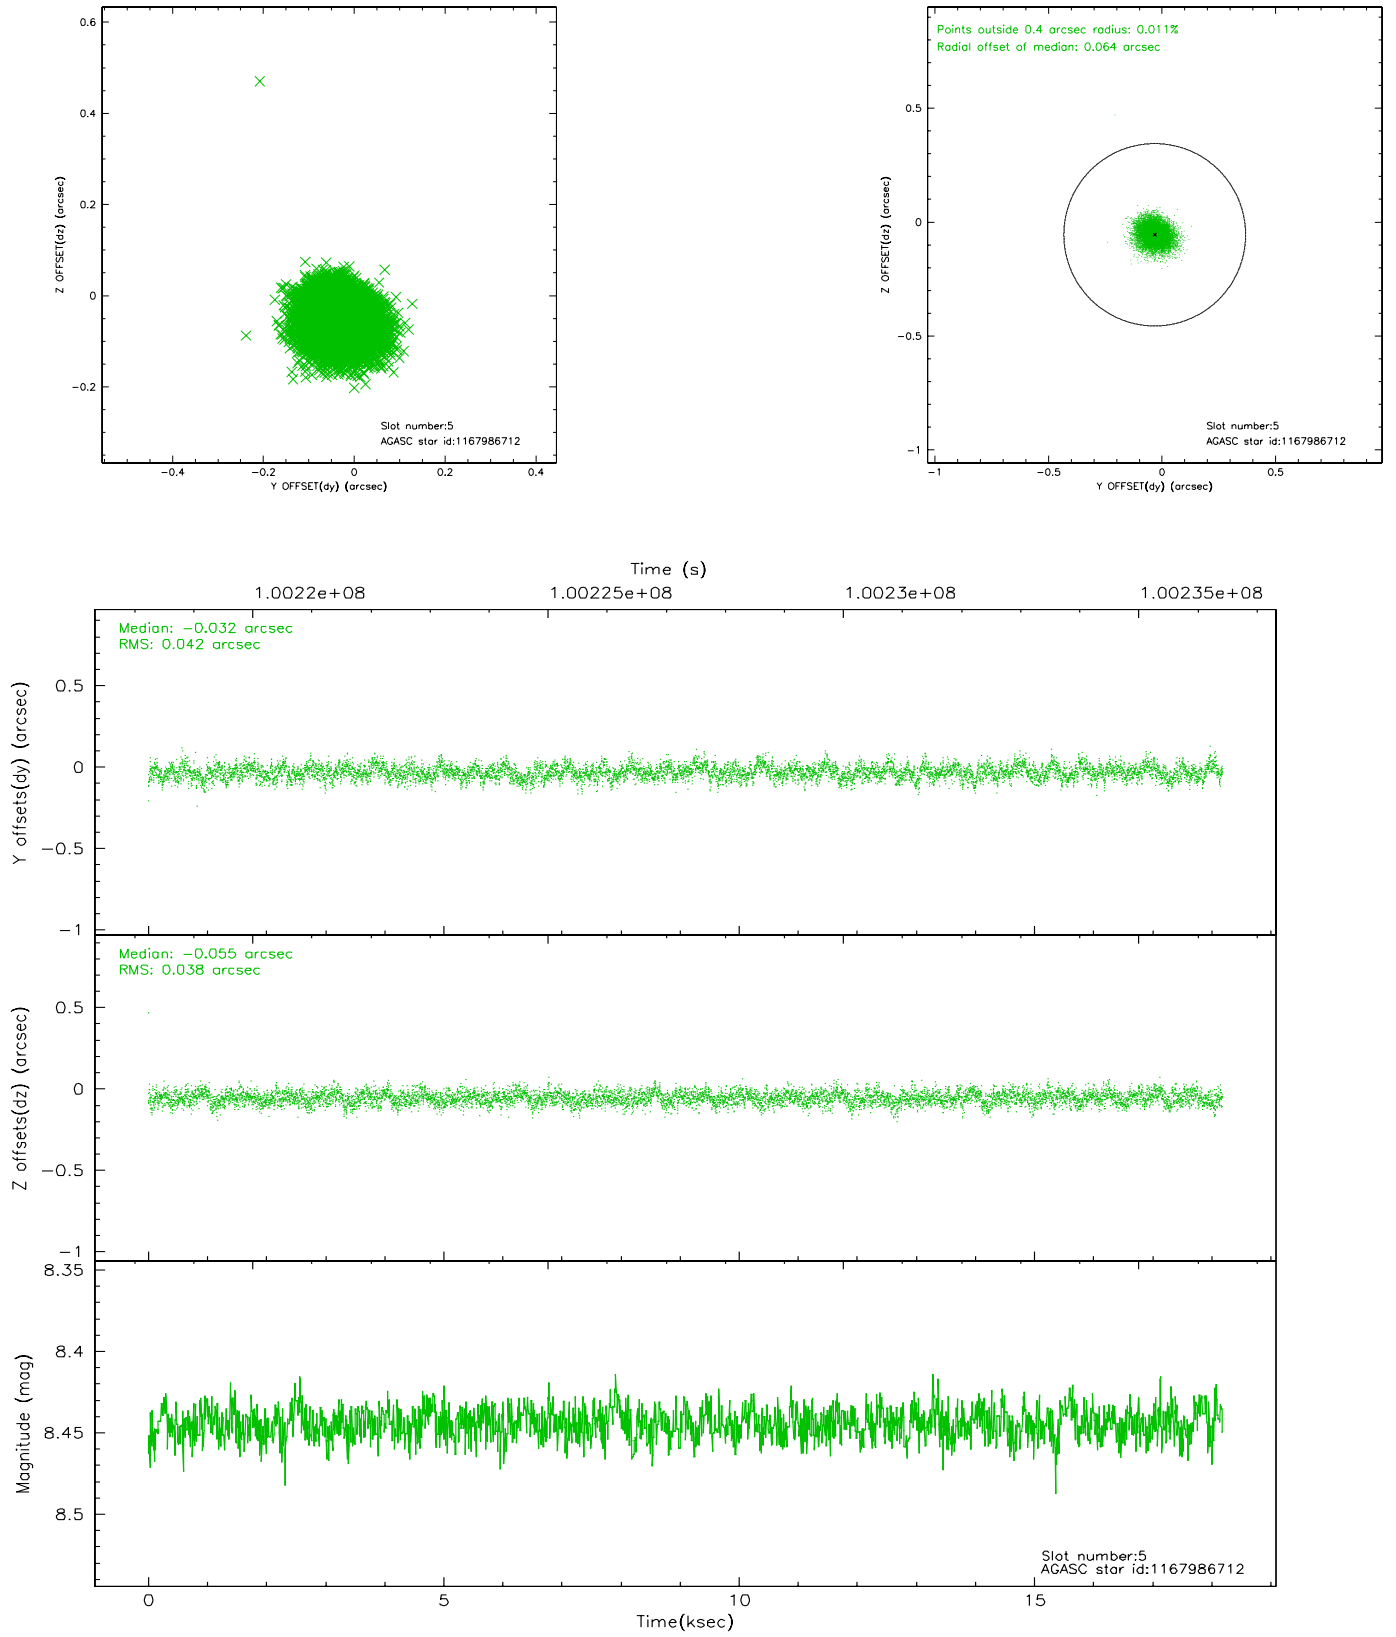 0.6
0.4
0.2
0
−0.2
Z OFFSET(dz) (arcsec)
Slot number:5
AGASC star id:1167986712
−0.4 −0.2 0 0.2 0.4
Y OFFSET(dy) (arcsec)
Points outside 0.4 arcsec radius: 0.011%
Radial offset of median: 0.064 arcsec
0.5
0
−0.5
−1
Z OFFSET(dz) (arcsec)
Slot number:5
AGASC star id:1167986712
−1 −0.5 0 0.5
Y OFFSET(dy) (arcsec)
Time (s)
1.0022e+08 1.00225e+08 1.0023e+08 1.00235e+08
Median: −0.032 arcsec
RMS: 0.042 arcsec
0.5
0
−0.5
−1
Y offsets(dy) (arcsec)
Median: −0.055 arcsec
RMS: 0.038 arcsec
0.5
0
−0.5
−1
Z offsets(dz) (arcsec)
8.35
8.4
8.45
8.5
Magnitude (mag)
Slot number:5
AGASC star id:1167986712
0 5 10 15
Time(ksec)